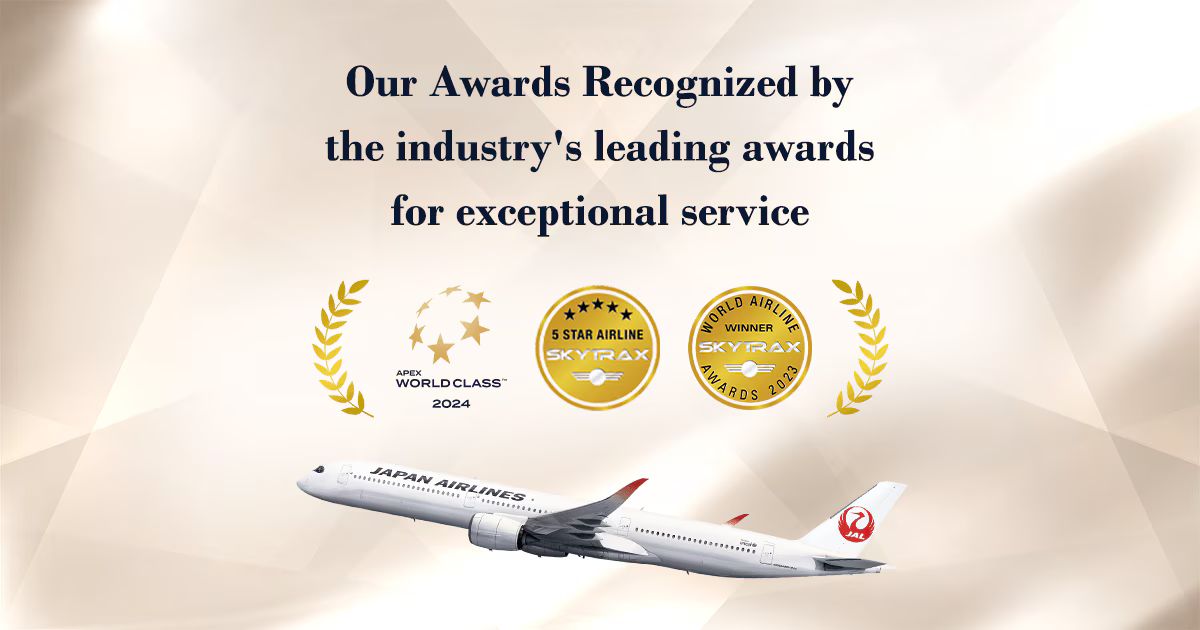 Our Awards Recognized by
the industry's leading awards
for exceptional service
APEX
WORLD CLASS™
2024
5 STAR AIRLINE
SKYTRAX
WORLD AIRLINE
WINNER
SKYTRAX
AWARDS 2023
JAPAN AIRLINES
JAL